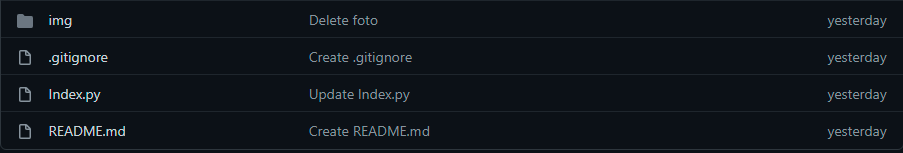 img Delete foto yesterday
.gitignore Create .gitignore yesterday
Index.py Update Index.py yesterday
README.md Create README.md yesterday